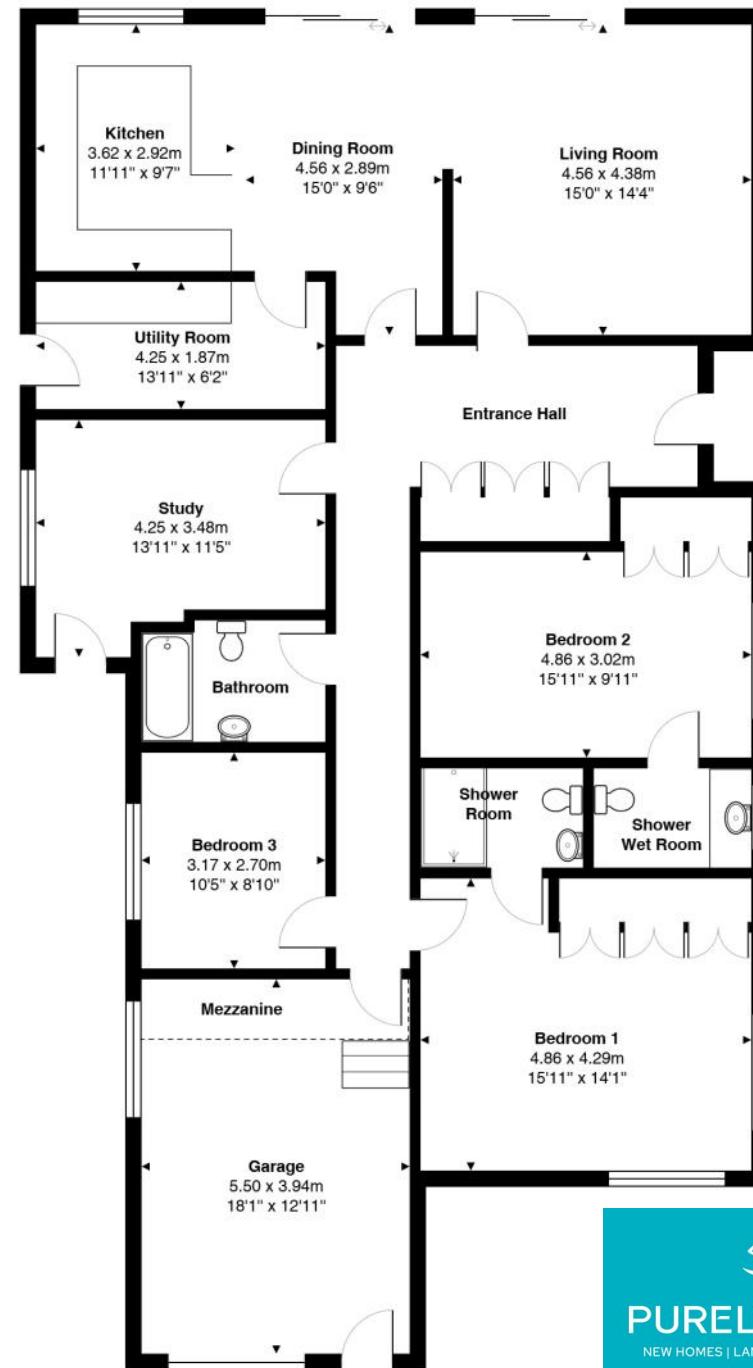 Kitchen
3.62 x 2.92m
11'11" x 9'7"
Dining Room
4.56 x 2.89m
15'0" x 9'6"
Living Room
4.56 x 4.38m
15'0" x 14'4"
Utility Room
4.25 x 1.87m
13'11" x 6'2"
Entrance Hall
Study
4.25 x 3.48m
13'11" x 11'5"
Bedroom 2
4.86 x 3.02m
15'11" x 9'11"
Bathroom
Shower
Room
Shower
Wet Room
Bedroom 3
3.17 x 2.70m
10'5" x 8'10"
Mezzanine
Bedroom 1
4.86 x 4.29m
15'11" x 14'1"
Garage
5.50 x 3.94m
18'1" x 12'11"
PUREL
NEW HOMES | LA